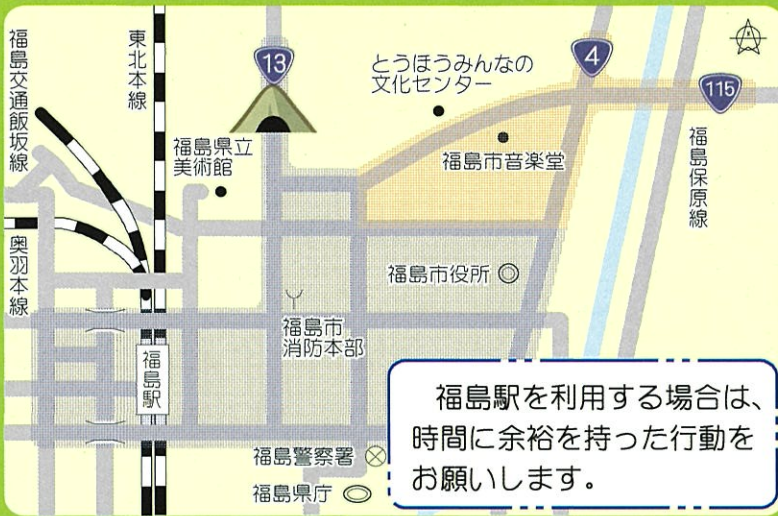 福島交通飯坂線
東北本線
13
とうほうみんなの
文化センター
4
115
福島県立
美術館
福島市音楽堂
福島保原線
奥羽本線
福島市役所
福島市
消防本部
福島駅
福島警察署
福島県庁
福島駅を利用する場合は、
時間に余裕を持った行動を
お願いします。